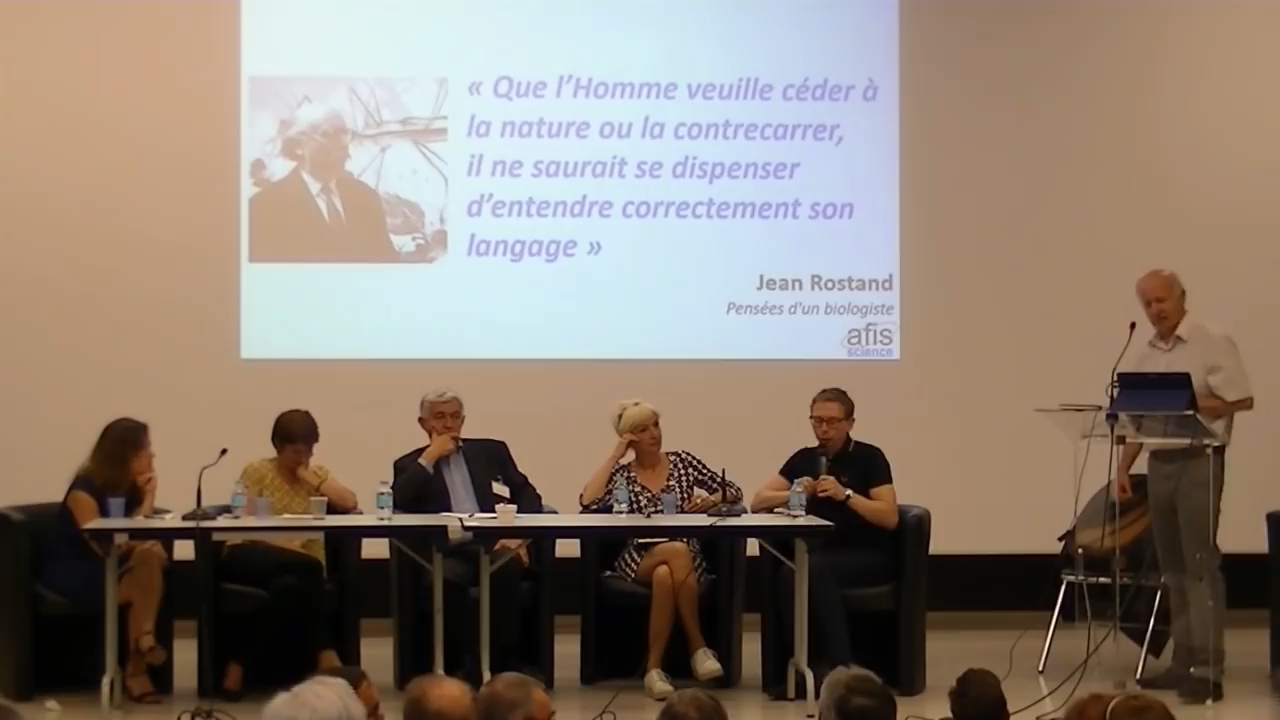 « Que l'Homme veuille céder à
la nature ou la contrecarrer,
il ne saurait se dispenser
d'entendre correctement son
langage »
Jean Rostand
Pensées d'un biologiste
afis
science